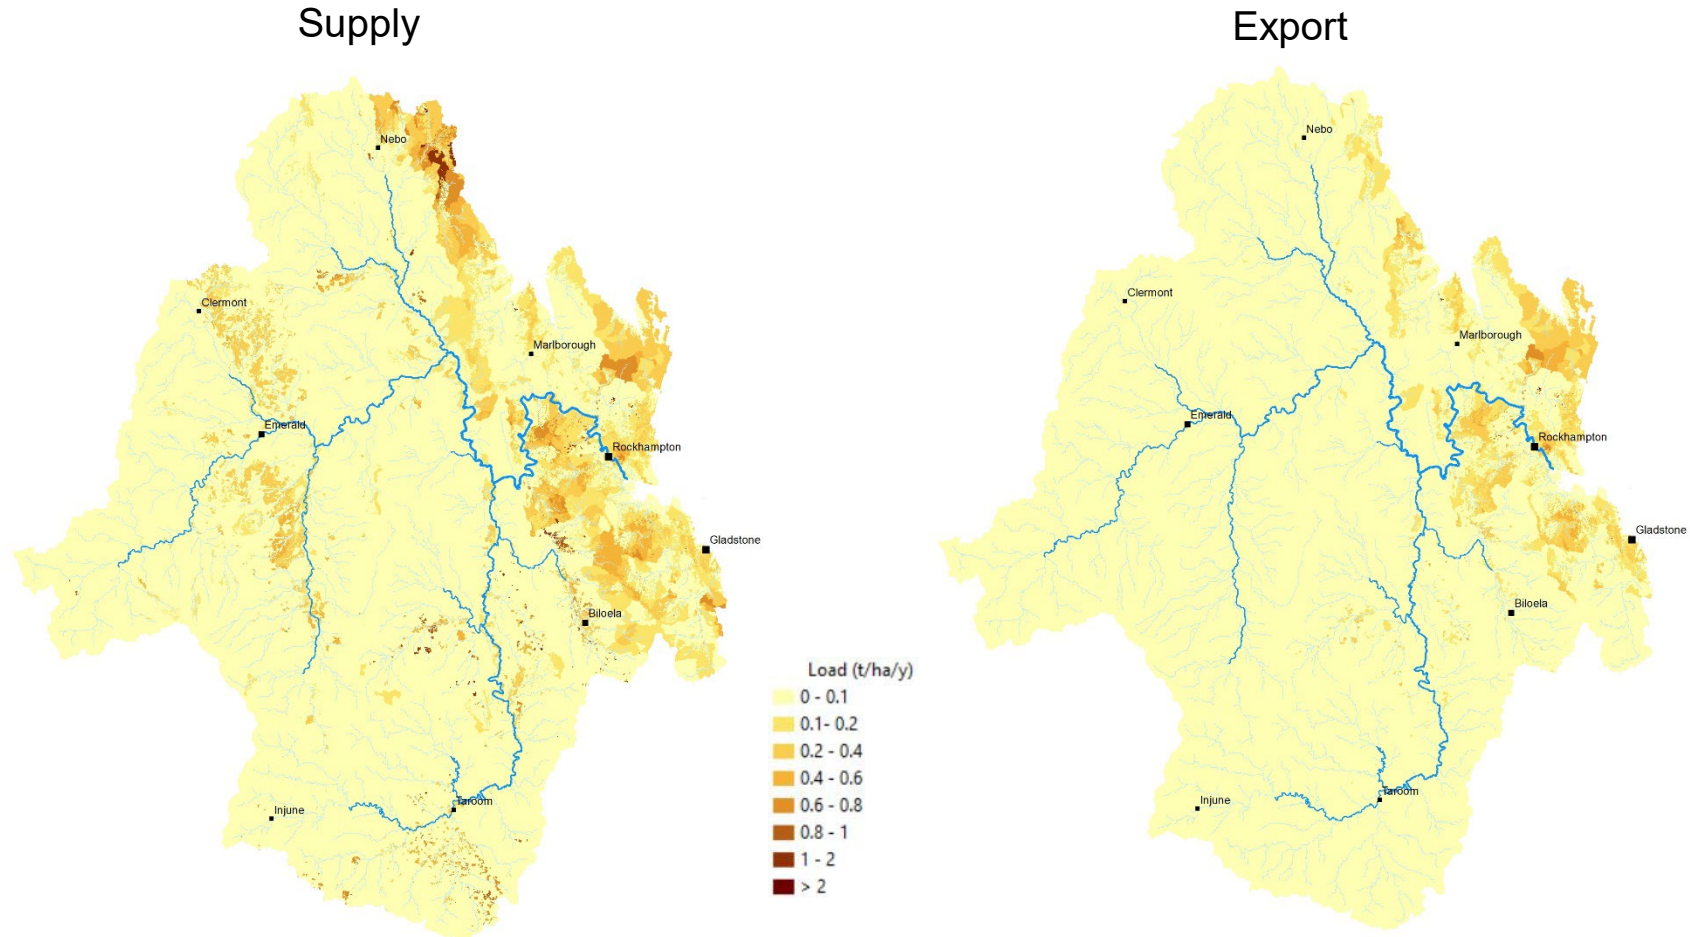 Supply
Export
Nebo
Clermont
Marlborough
Emerald
Rockhampton
Gladstone
Biloela
Injune
Taroom
Load (t/ha/y)
0 - 0.1
0.1- 0.2
0.2 - 0.4
0.4 - 0.6
0.6 - 0.8
0.8 - 1
1 - 2
> 2
Nebo
Clermont
Marlborough
Emerald
Rockhampton
Gladstone
Biloela
Injune
Taroom